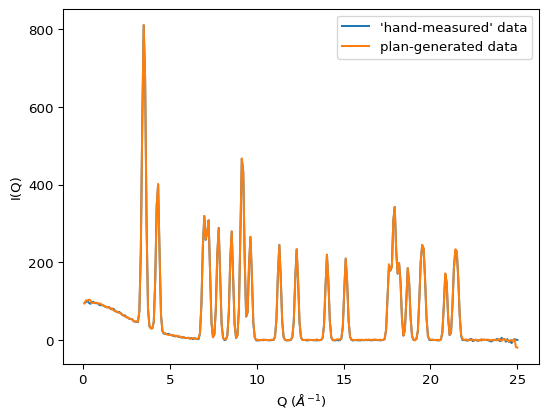 'hand-measured' data
plan-generated data
800
600
400
200
0
I(Q)
0 5 10 15 20 25
Q (Å⁻¹)